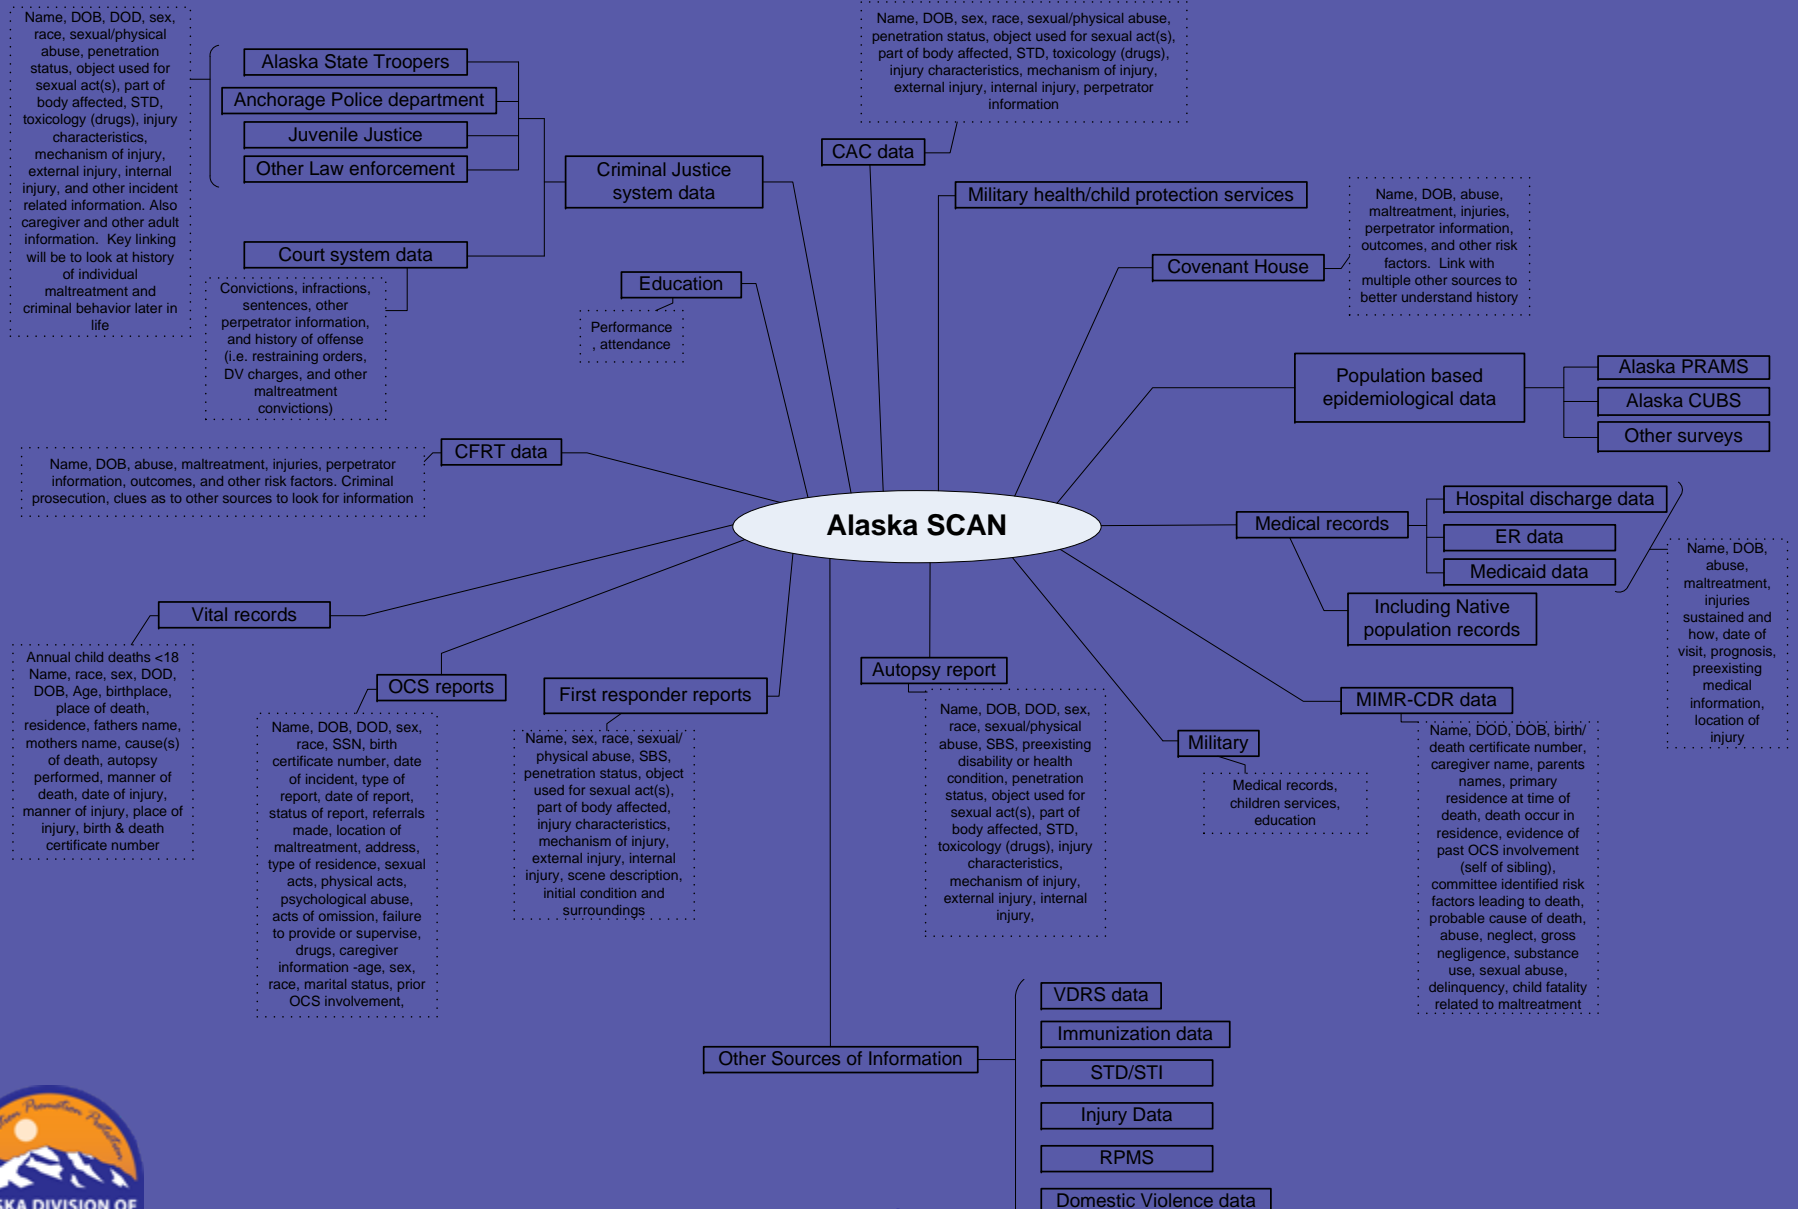 Name, DOB, DOD, sex,
race, sexual/physical
abuse, penetration
status, object used for
sexual act(s), part of
body affected, STD,
toxicology (drugs), injury
characteristics,
mechanism of injury,
external injury, internal
injury, and other incident
related information. Also
caregiver and other adult
information.  Key linking
will be to look at history
of individual
maltreatment and
criminal behavior later in
life
Alaska State Troopers
Anchorage Police department
Juvenile Justice
Other Law enforcement
Criminal Justice
system data
Court system data
Convictions, infractions,
sentences, other
perpetrator information,
and history of offense
(i.e. restraining orders,
DV charges, and other
maltreatment
convictions)
Education
Performance
, attendance
Name, DOB, sex, race, sexual/physical abuse,
penetration status, object used for sexual act(s),
part of body affected, STD, toxicology (drugs),
injury characteristics, mechanism of injury,
external injury, internal injury, perpetrator
information
CAC data
Military health/child protection services
Covenant House
Name, DOB, abuse,
maltreatment, injuries,
perpetrator information,
outcomes, and other risk
factors.  Link with
multiple other sources to
better understand history
Population based
epidemiological data
Alaska PRAMS
Alaska CUBS
Other surveys
CFRT data
Name, DOB, abuse, maltreatment, injuries, perpetrator
information, outcomes, and other risk factors. Criminal
prosecution, clues as to other sources to look for information
Alaska SCAN
Medical records
Hospital discharge data
ER data
Medicaid data
Including Native
population records
Name, DOB,
abuse,
maltreatment,
injuries
sustained and
how, date of
visit, prognosis,
preexisting
medical
information,
location of
injury
Vital records
Annual child deaths <18
Name, race, sex, DOD,
DOB, Age, birthplace,
place of death,
residence, fathers name,
mothers name, cause(s)
of death, autopsy
performed, manner of
death, date of injury,
manner of injury, place of
injury, birth & death
certificate number
OCS reports
Name, DOB, DOD, sex,
race, SSN, birth
certificate number, date
of incident, type of
report, date of report,
status of report, referrals
made, location of
maltreatment, address,
type of residence, sexual
acts, physical acts,
psychological abuse,
acts of omission, failure
to provide or supervise,
drugs, caregiver
information -age, sex,
race, marital status, prior
OCS involvement,
First responder reports
Name, sex, race, sexual/
physical abuse, SBS,
penetration status, object
used for sexual act(s),
part of body affected,
injury characteristics,
mechanism of injury,
external injury, internal
injury, scene description,
initial condition and
surroundings
Autopsy report
Name, DOB, DOD, sex,
race, sexual/physical
abuse, SBS, preexisting
disability or health
condition, penetration
status, object used for
sexual act(s), part of
body affected, STD,
toxicology (drugs), injury
characteristics,
mechanism of injury,
external injury, internal
injury,
Military
Medical records,
children services,
education
MIMR-CDR data
Name, DOD, DOB, birth/
death certificate number,
caregiver name, parents
names, primary
residence at time of
death, death occur in
residence, evidence of
past OCS involvement
(self of sibling),
committee identified risk
factors leading to death,
probable cause of death,
abuse, neglect, gross
negligence, substance
use, sexual abuse,
delinquency, child fatality
related to maltreatment
Other Sources of Information
VDRS data
Immunization data
STD/STI
Injury Data
RPMS
Domestic Violence data
Promotion
DIVISION OF